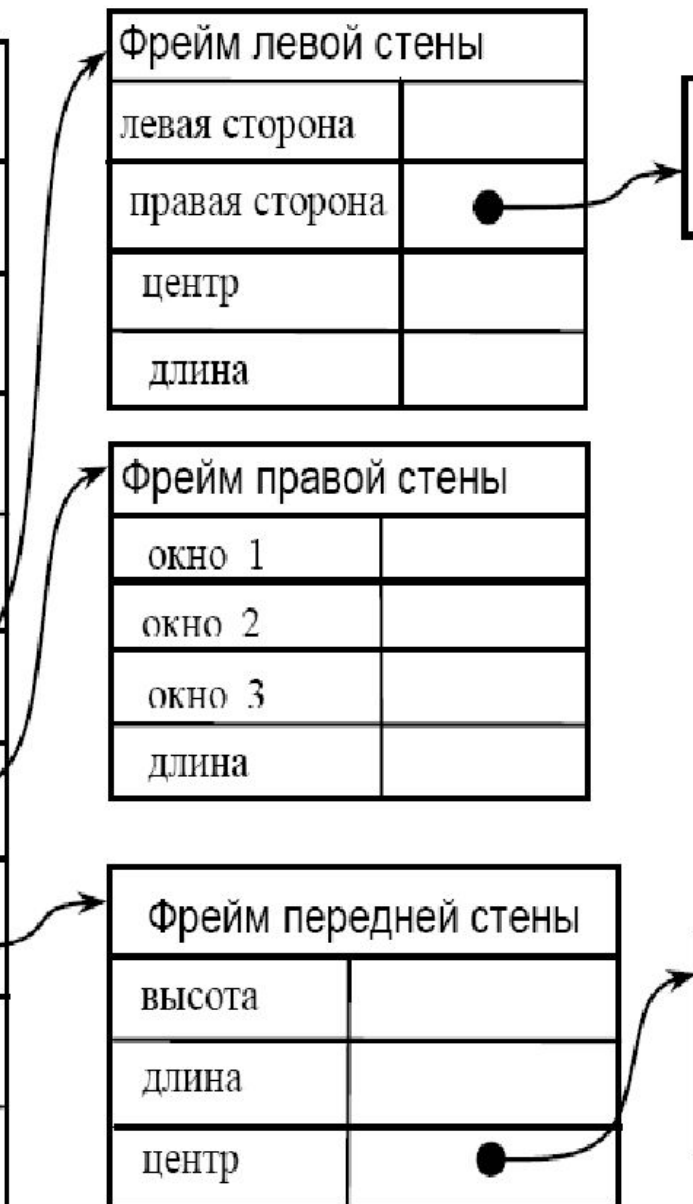 Фрейм левой стены
левая сторона
правая сторона
центр
длина
Фрейм правой стены
окно 1
окно 2
окно 3
длина
Фрейм передней стены
высота
длина
центр